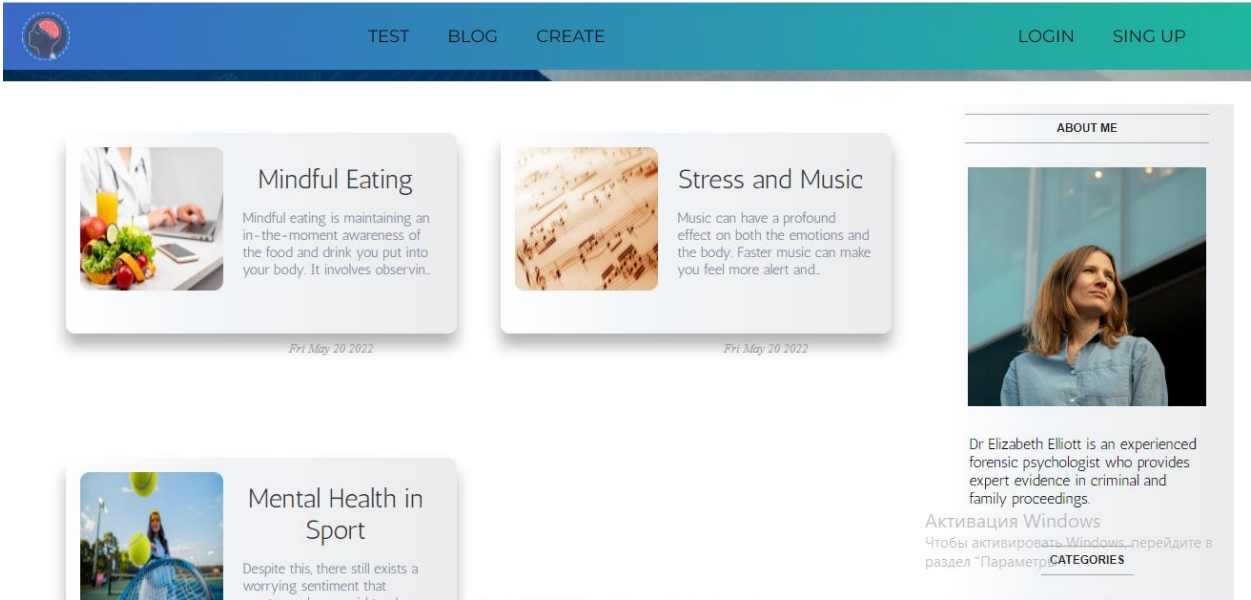 TEST BLOG CREATE LOGIN SING UP
Mindful Eating
Mindful eating is maintaining an
in-the-moment awareness of
the food and drink you put into
your body. It involves observin...
Fri May 20 2022
Stress and Music
Music can have a profound
effect on both the emotions and
the body. Faster music can make
you feel more alert and...
Fri May 20 2022
Mental Health in
Sport
Despite this, there still exists a
worrying sentiment that
ABOUT ME
Dr Elizabeth Elliott is an experienced
forensic psychologist who provides
expert evidence in criminal and
family proceedings.
Активация Windows
Чтобы активировать Windows, перейдите в
раздел "Параметры
CATEGORIES